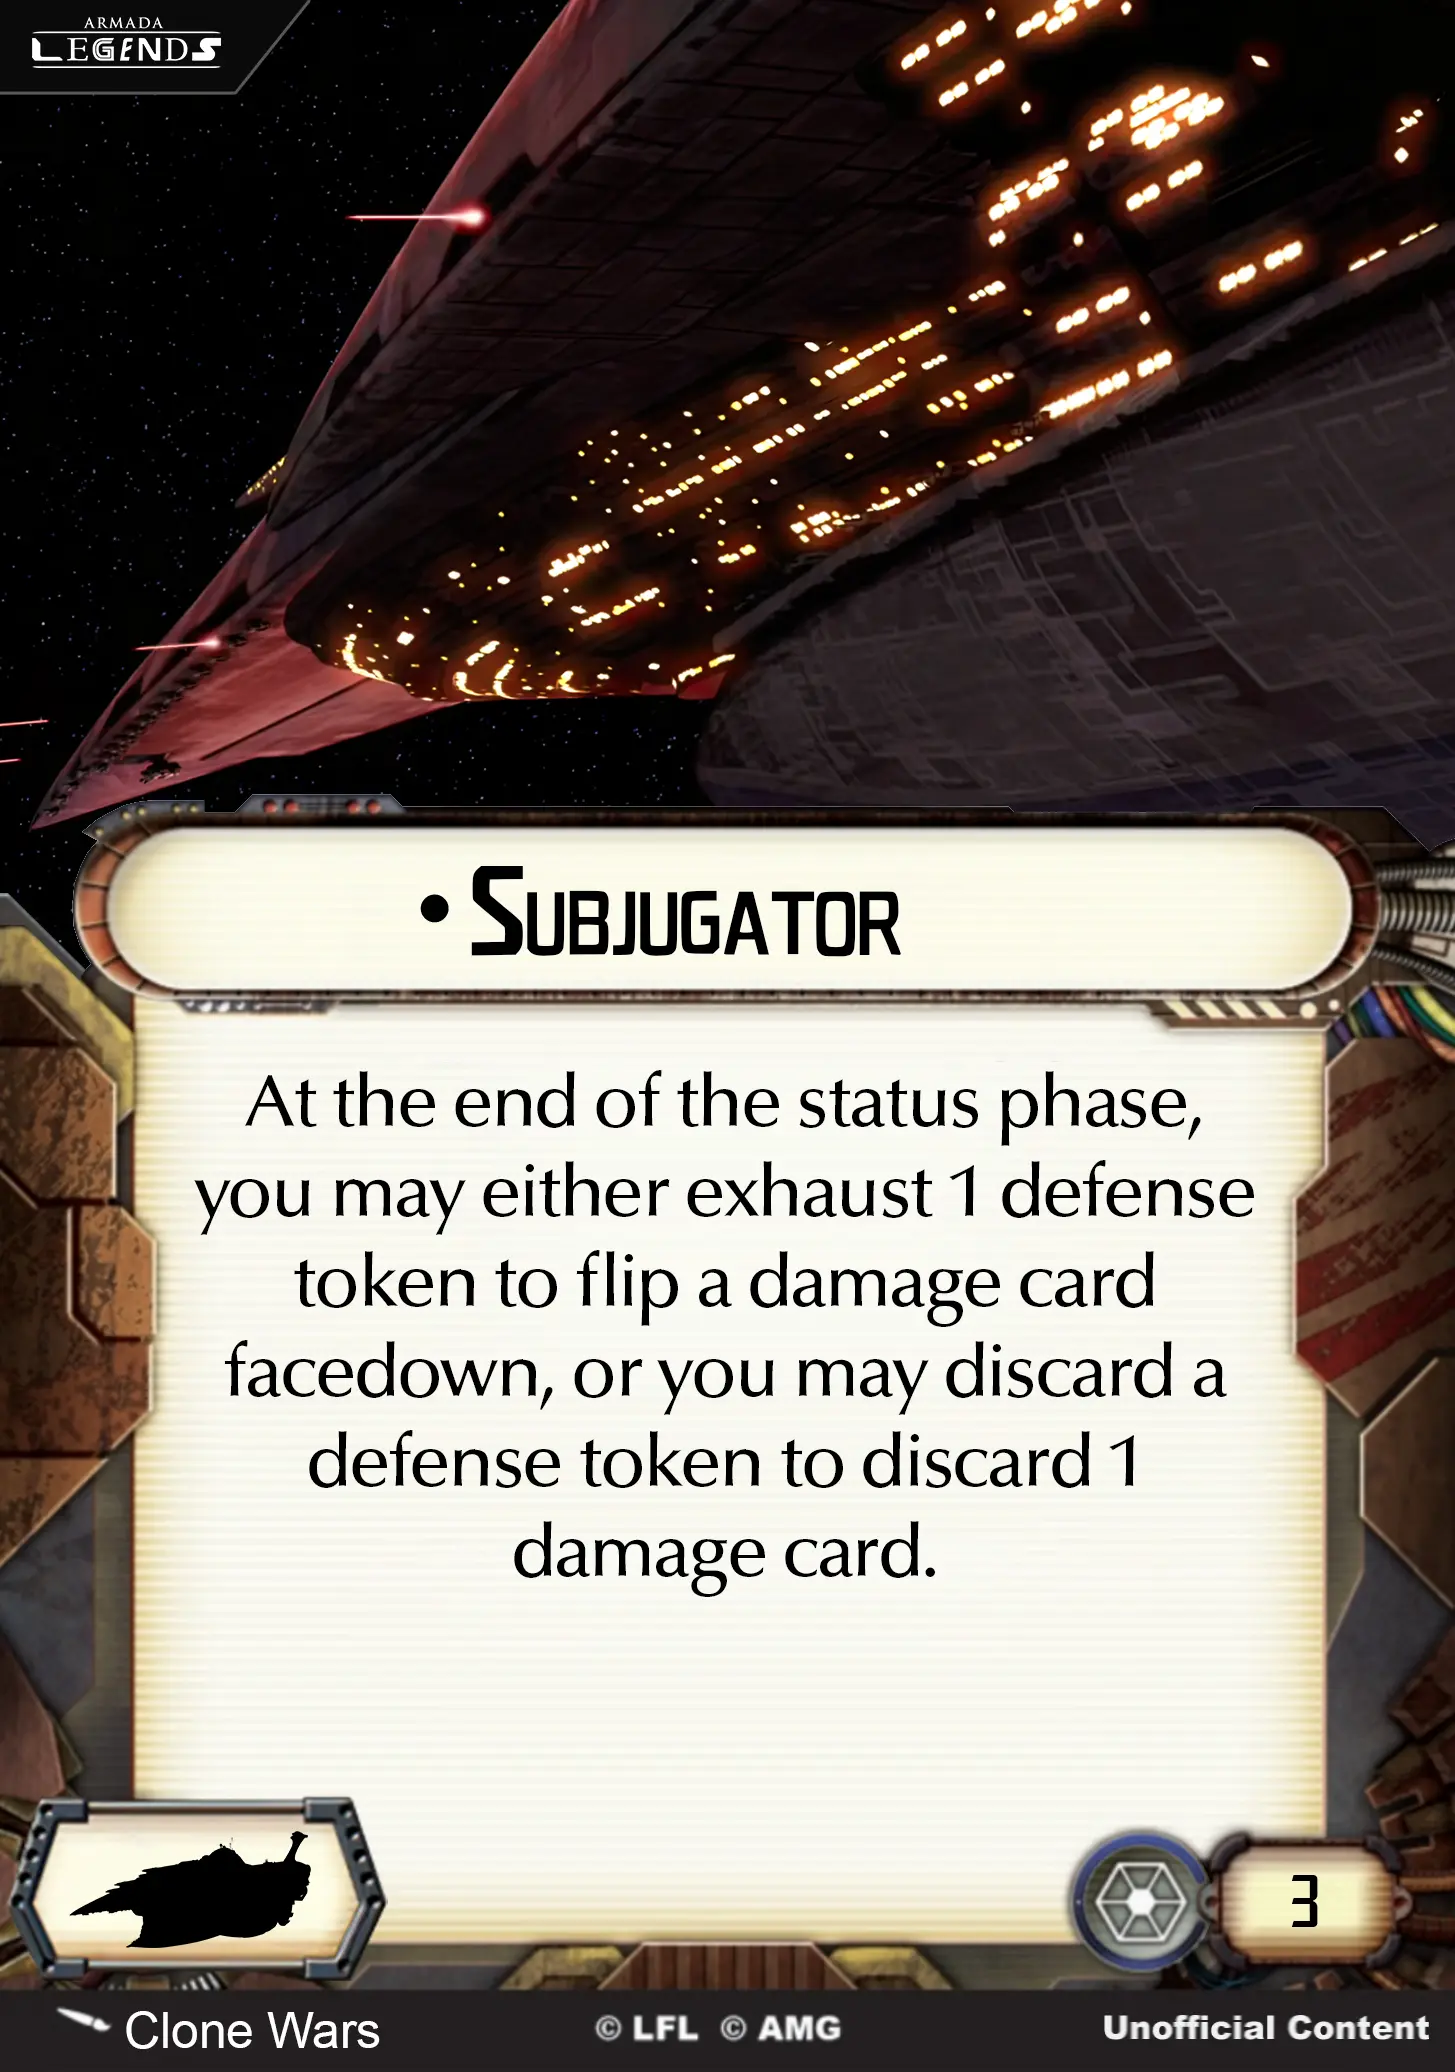 ARMADA
LEGENDS
• SUBJUGATOR
At the end of the status phase,
you may either exhaust 1 defense
token to flip a damage card
facedown, or you may discard a
defense token to discard 1
damage card.
3
Clone Wars
© LFL © AMG
Unofficial Content